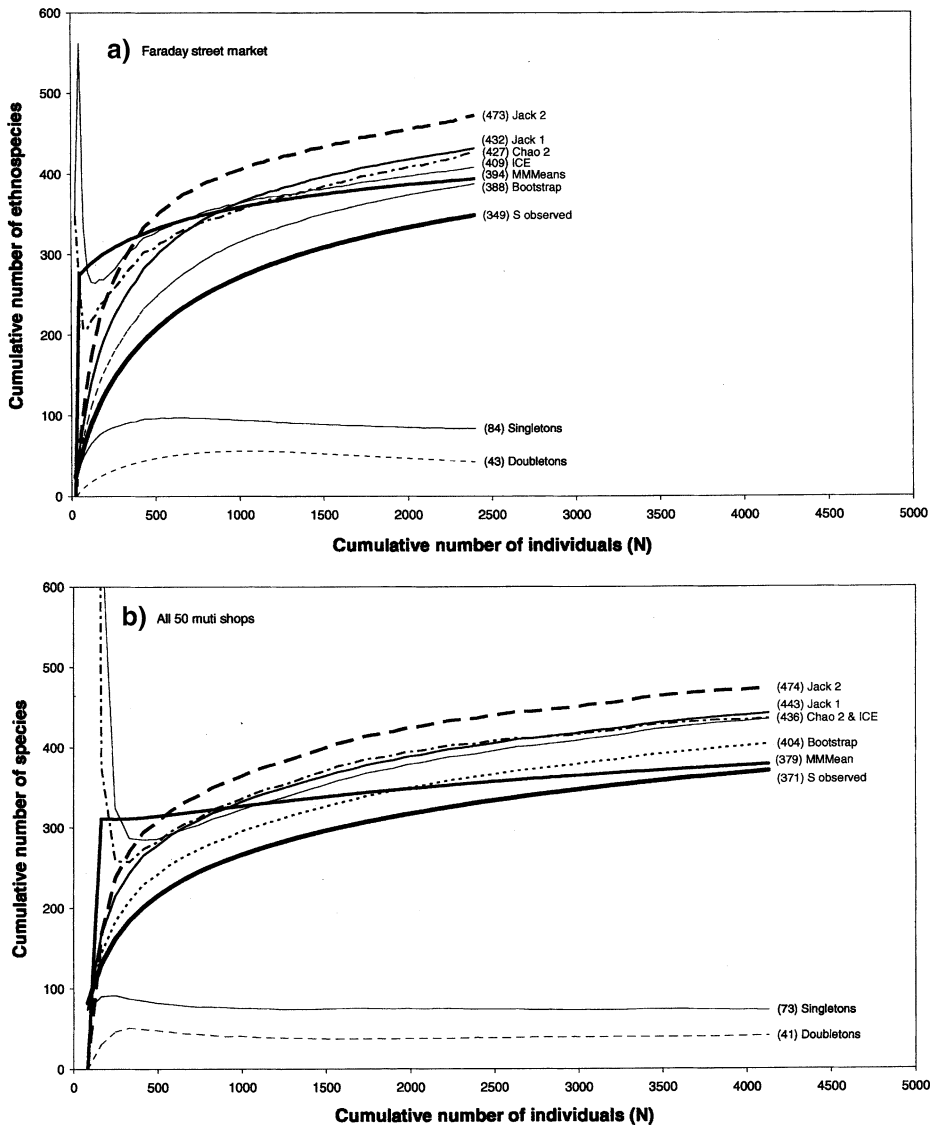 600
a) Faraday street market
500
(473) Jack 2
(432) Jack 1
(427) Chao 2
400
(409) ICE
(394) MMMeans
(388) Bootstrap
(349) S observed
300
200
100
(84) Singletons
(43) Doubletons
0
0 500 1000 1500 2000 2500 3000 3500 4000 4500 5000
Cumulative number of ethnospecies
Cumulative number of individuals (N)
600
b) All 50 muti shops
500
(474) Jack 2
(443) Jack 1
(436) Chao 2 & ICE
400
(404) Bootstrap
(379) MMMean
(371) S observed
300
200
100
(73) Singletons
(41) Doubletons
0
0 500 1000 1500 2000 2500 3000 3500 4000 4500 5000
Cumulative number of species
Cumulative number of individuals (N)